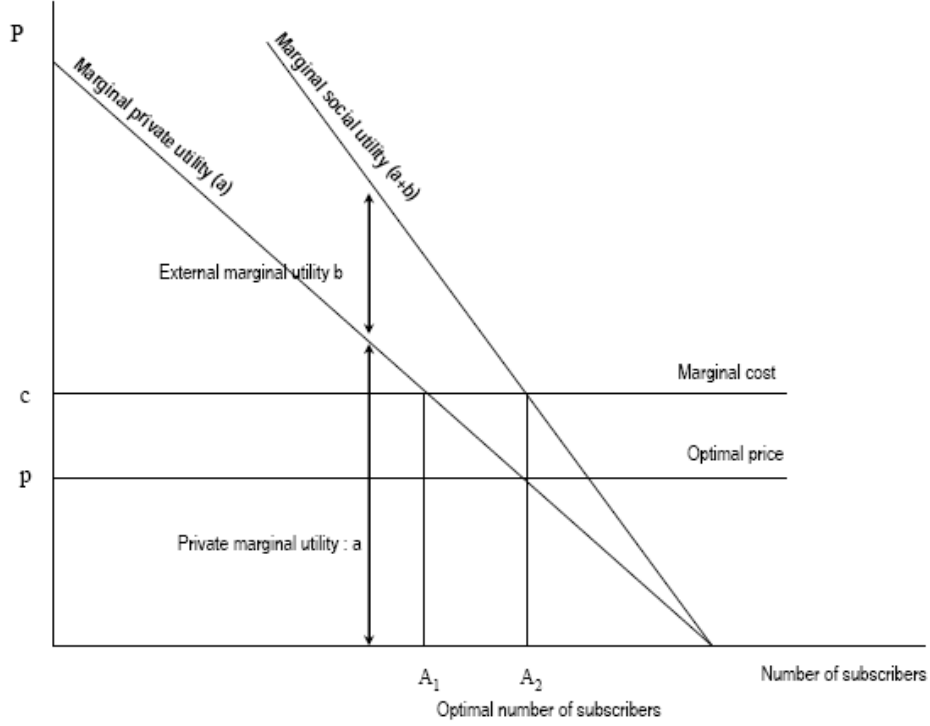 P
Marginal private utility (a)
Marginal social utility (a+b)
External marginal utility b
Marginal cost
c
Optimal price
p
Private marginal utility : a
A1
A2
Number of subscribers
Optimal number of subscribers